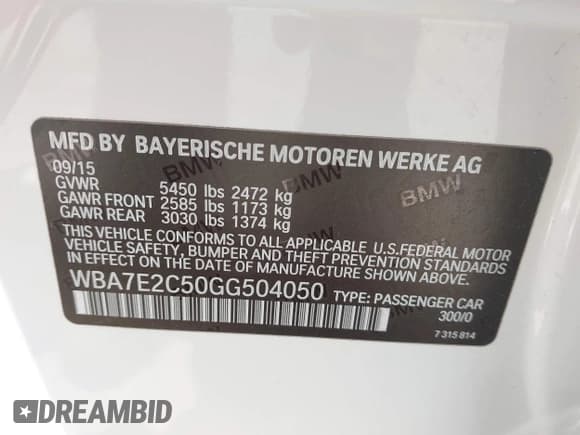 MFD BY BAYERISCHE MOTOREN WERKE AG
09/15
GVWR 5450 lbs 2472 kg
GAWR FRONT 2585 lbs 1173 kg
GAWR REAR 3030 lbs 1374 kg
THIS VEHICLE CONFORMS TO ALL APPLICABLE U.S.FEDERAL MOTOR
VEHICLE SAFETY, BUMPER AND THEFT PREVENTION STANDARDS
IN EFFECT ON THE DATE OF MANUFACTURE SHOWN ABOVE.
WBA7E2C50GG504050 TYPE: PASSENGER CAR
300/0
7 315 814
BMW
BMW
DREAMBID